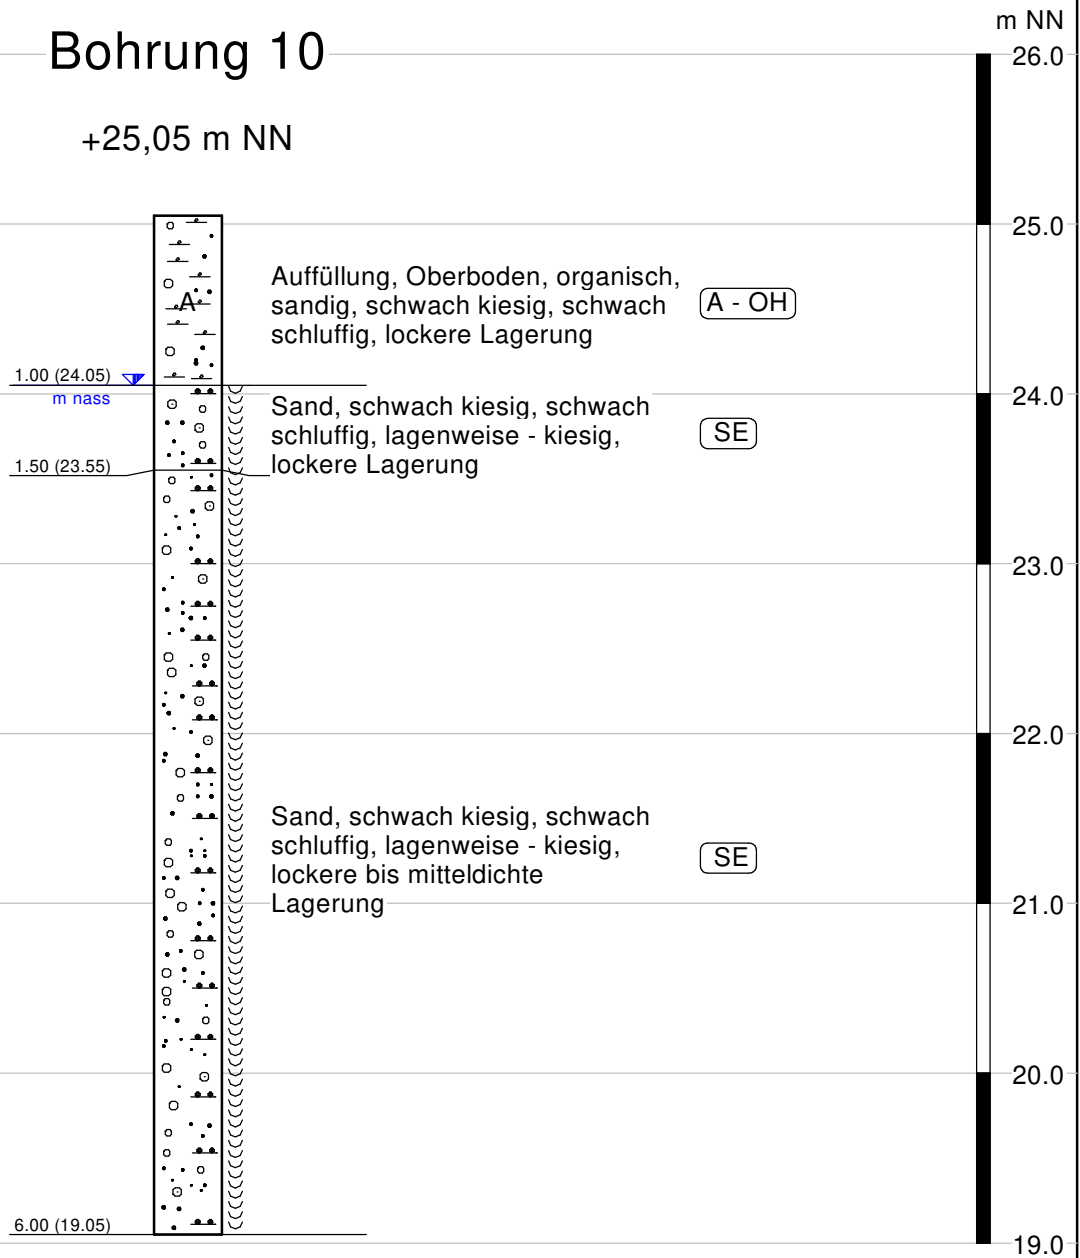 m NN
Bohrung 10
26.0
+25,05 m NN
25.0
Auffüllung, Oberboden, organisch,
sandig, schwach kiesig, schwach
schluffig, lockere Lagerung
A - OH
A
1.00 (24.05)
m nass
24.0
Sand, schwach kiesig, schwach
schluffig, lagenweise - kiesig,
lockere Lagerung
SE
1.50 (23.55)
23.0
22.0
Sand, schwach kiesig, schwach
schluffig, lagenweise - kiesig,
lockere bis mitteldichte
Lagerung
SE
21.0
20.0
6.00 (19.05)
19.0